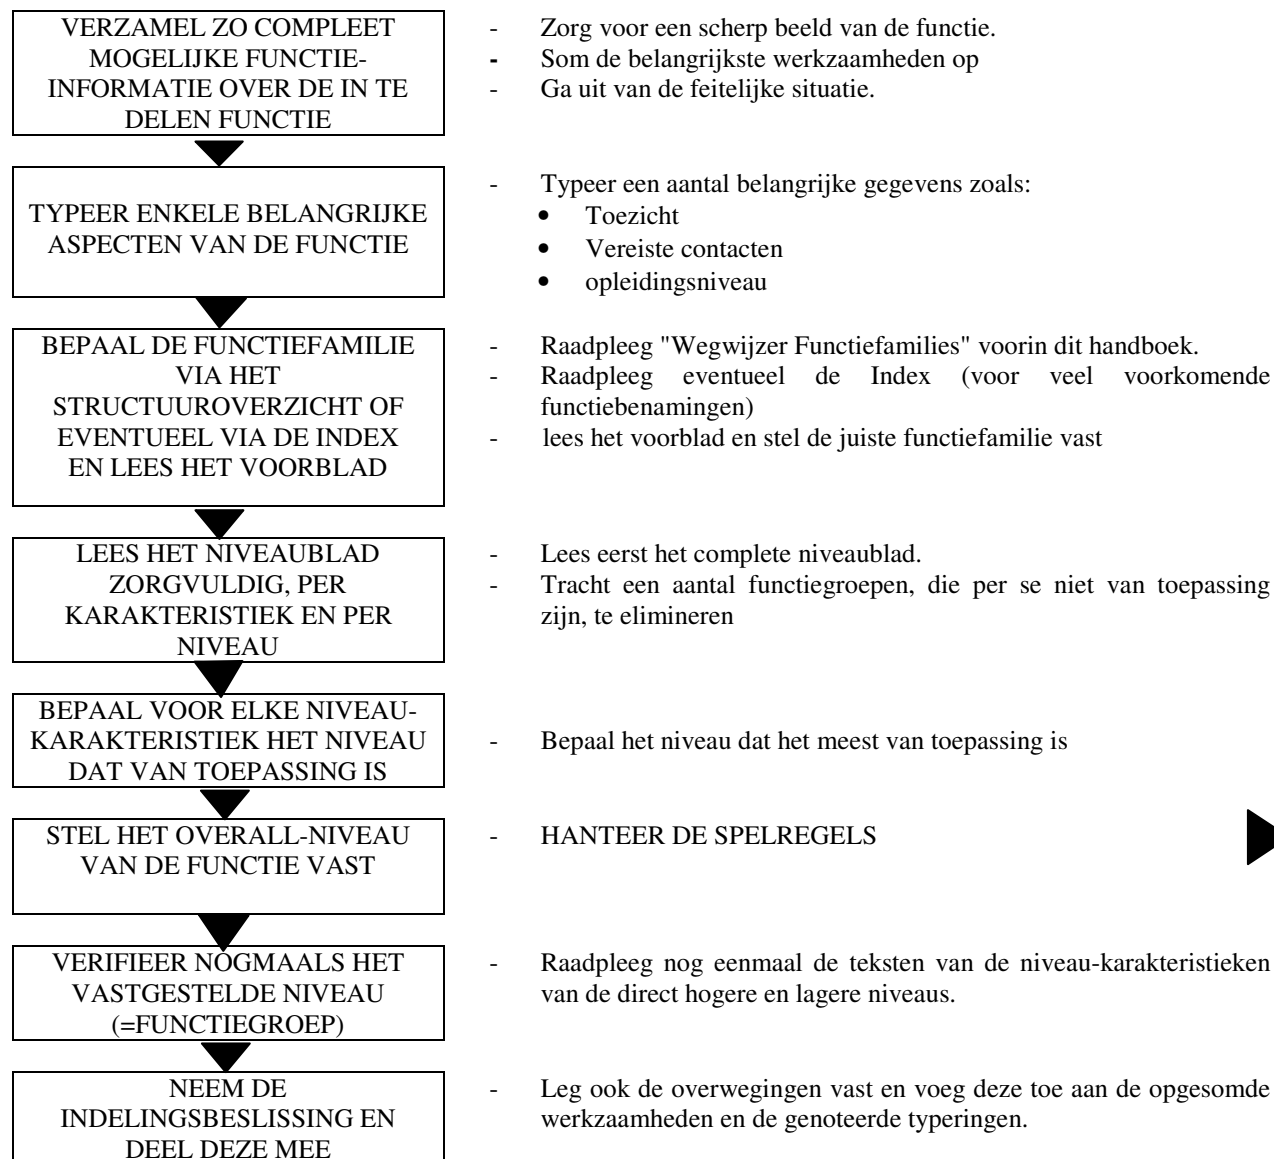 VERZAMEL ZO COMPLEET
MOGELIJKE FUNCTIE-
INFORMATIE OVER DE IN TE
DELEN FUNCTIE
- Zorg voor een scherp beeld van de functie.
- Som de belangrijkste werkzaamheden op
- Ga uit van de feitelijke situatie.
TYPEER ENKELE BELANGRIJKE
ASPECTEN VAN DE FUNCTIE
- Typeer een aantal belangrijke gegevens zoals:
• Toezicht
• Vereiste contacten
• opleidingsniveau
BEPAAL DE FUNCTIEFAMILIE
VIA HET
STRUCTUUROVERZICHT OF
EVENTUEEL VIA DE INDEX
EN LEES HET VOORBLAD
- Raadpleeg "Wegwijzer Functiefamilies" voorin dit handboek.
- Raadpleeg eventueel de Index (voor veel voorkomende
functiebenamingen)
- lees het voorblad en stel de juiste functiefamilie vast
LEES HET NIVEAUBLAD
ZORGVULDIG, PER
KARAKTERISTIEK EN PER
NIVEAU
- Lees eerst het complete niveaublad.
- Tracht een aantal functiegroepen, die per se niet van toepassing
zijn, te elimineren
BEPAAL VOOR ELKE NIVEAU-
KARAKTERISTIEK HET NIVEAU
DAT VAN TOEPASSING IS
- Bepaal het niveau dat het meest van toepassing is
STEL HET OVERALL-NIVEAU
VAN DE FUNCTIE VAST
- HANTEER DE SPELREGELS
VERIFIEER NOGMAALS HET
VASTGESTELDE NIVEAU
(=FUNCTIEGROEP)
- Raadpleeg nog eenmaal de teksten van de niveau-karakteristieken
van de direct hogere en lagere niveaus.
NEEM DE
INDELINGSBESLISSING EN
DEEL DEZE MEE
- Leg ook de overwegingen vast en voeg deze toe aan de opgesomde
werkzaamheden en de genoteerde typeringen.